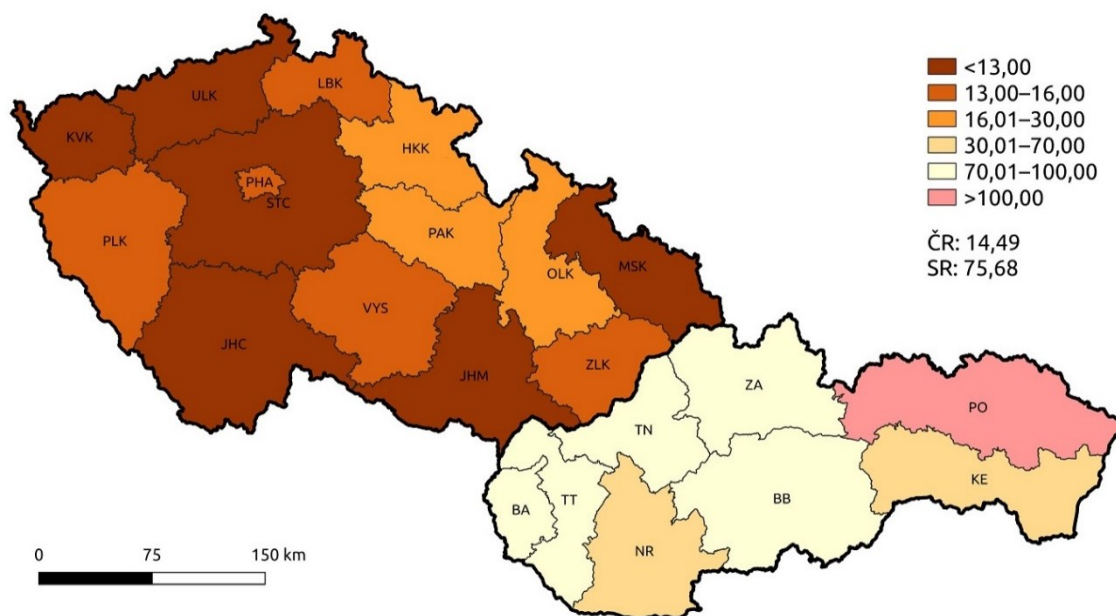 LBK
<13,00
ULK
13,00–16,00
KVK
HKK
16,01–30,00
30,01–70,00
PHA
70,01–100,00
STC
>100,00
PLK
PAK
ČR: 14,49
OLK
MSK
SR: 75,68
VYS
JHC
JHM
ZLK
ZA
PO
TN
KE
BA
TT
BB
NR
0 75 150 km